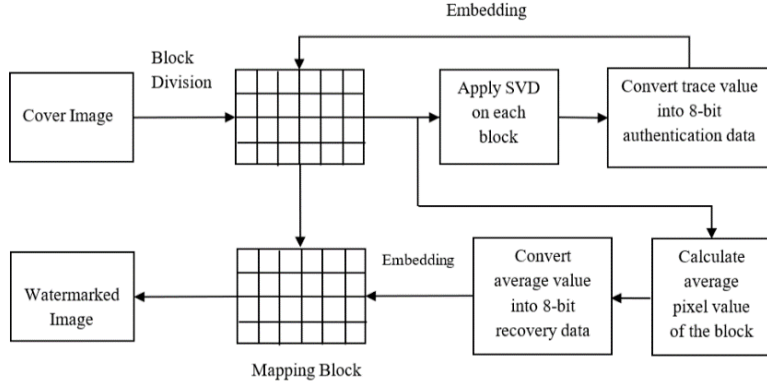 Embedding
Block
Division
Cover Image
Apply SVD
on each
block
Convert trace value
into 8-bit
authentication data
Watermarked
Image
Embedding
Convert
average value
into 8-bit
recovery data
Calculate
average
pixel value
of the block
Mapping Block